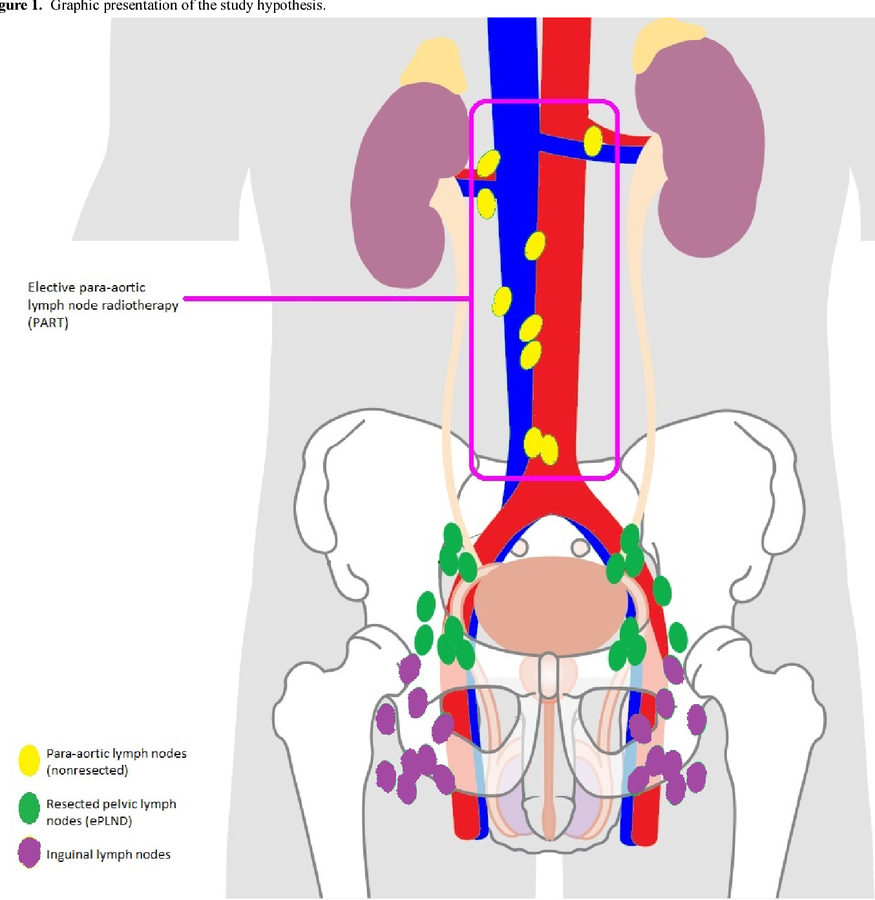 gure 1. Graphic presentation of the study hypothesis.
Elective para-aortic
lymph node radiotherapy
(PART)
Para-aortic lymph nodes
(nonresected)
Resected pelvic lymph
nodes (ePLND)
Inguinal lymph nodes